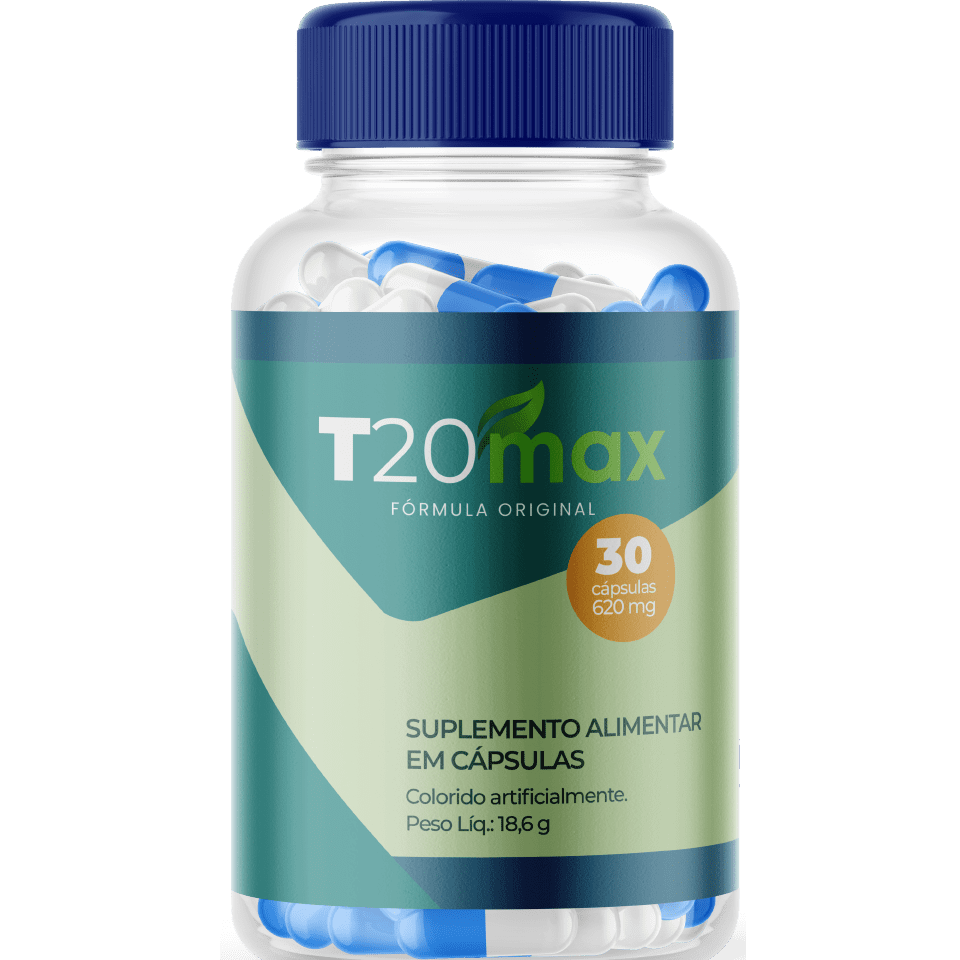 T20max
FÓRMULA ORIGINAL
30
cápsulas
620 mg
SUPLEMENTO ALIMENTAR
EM CÁPSULAS
Colorido artificialmente.
Peso Líq.: 18,6 g